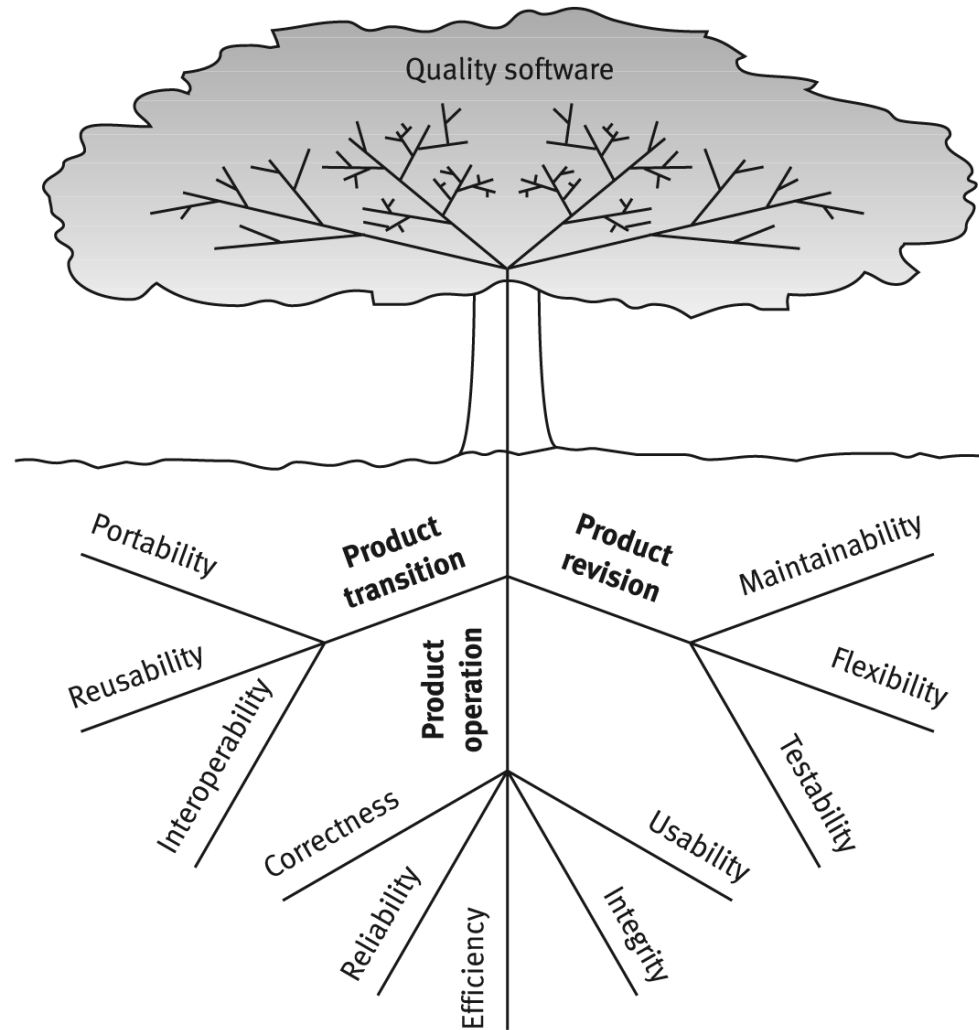 Quality software
Product
transition
Product
revision
Portability
Maintainability
Reusability
Interoperability
Product
operation
Flexibility
Testability
Correctness
Reliability
Efficiency
Integrity
Usability